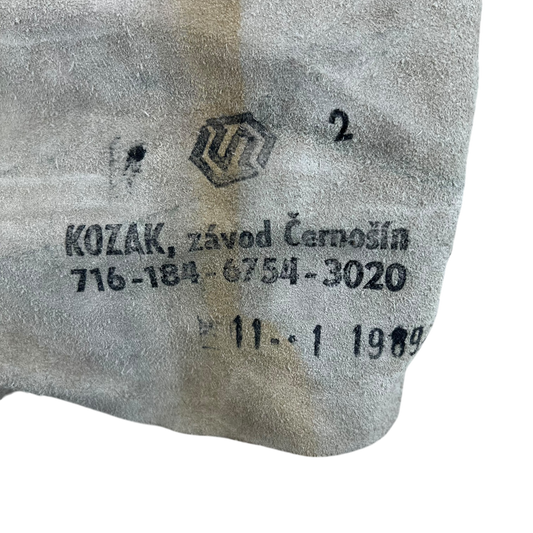 2
KOZAK, závod Černošín
716-184-6754-3020
11-·1 1989